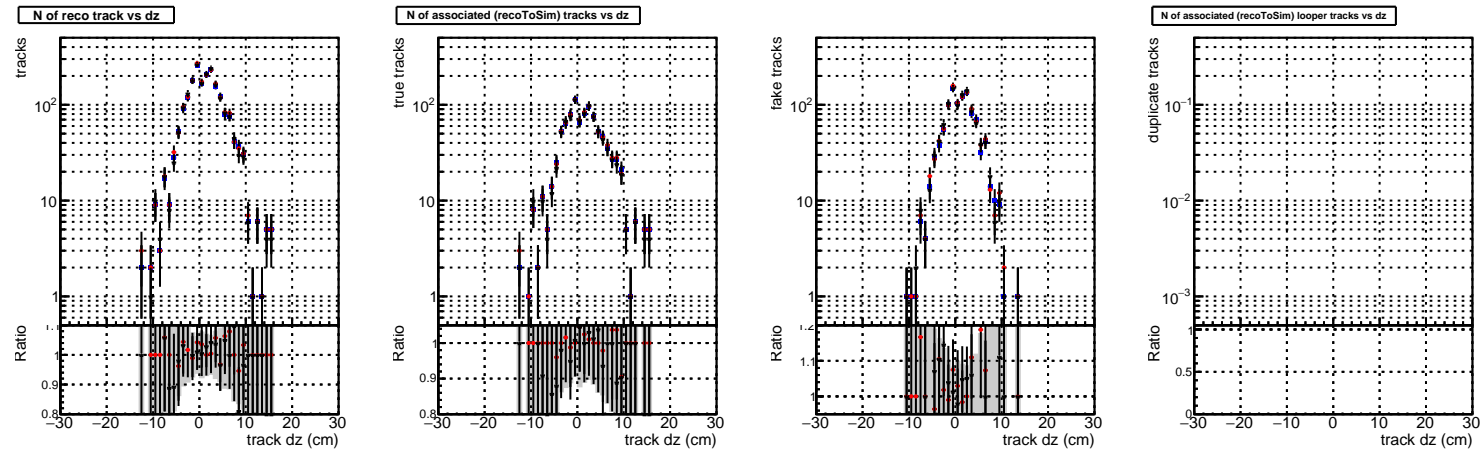 N of reco track vs dz
tracks
10²
10
1
Ratio
1.1
1
0.9
0.8
−30 −20 −10 0 10 20 30
track dz (cm)
N of associated (recoToSim) tracks vs dz
true tracks
10²
10
1
Ratio
1
0.9
0.8
−30 −20 −10 0 10 20 30
track dz (cm)
fake tracks
10²
10
1
Ratio
1.2
1.1
1
−30 −20 −10 0 10 20 30
track dz (cm)
N of associated (recoToSim) looper tracks vs dz
duplicate tracks
10⁻¹
10⁻²
10⁻³
Ratio
1
0.5
0
−30 −20 −10 0 10 20 30
track dz (cm)